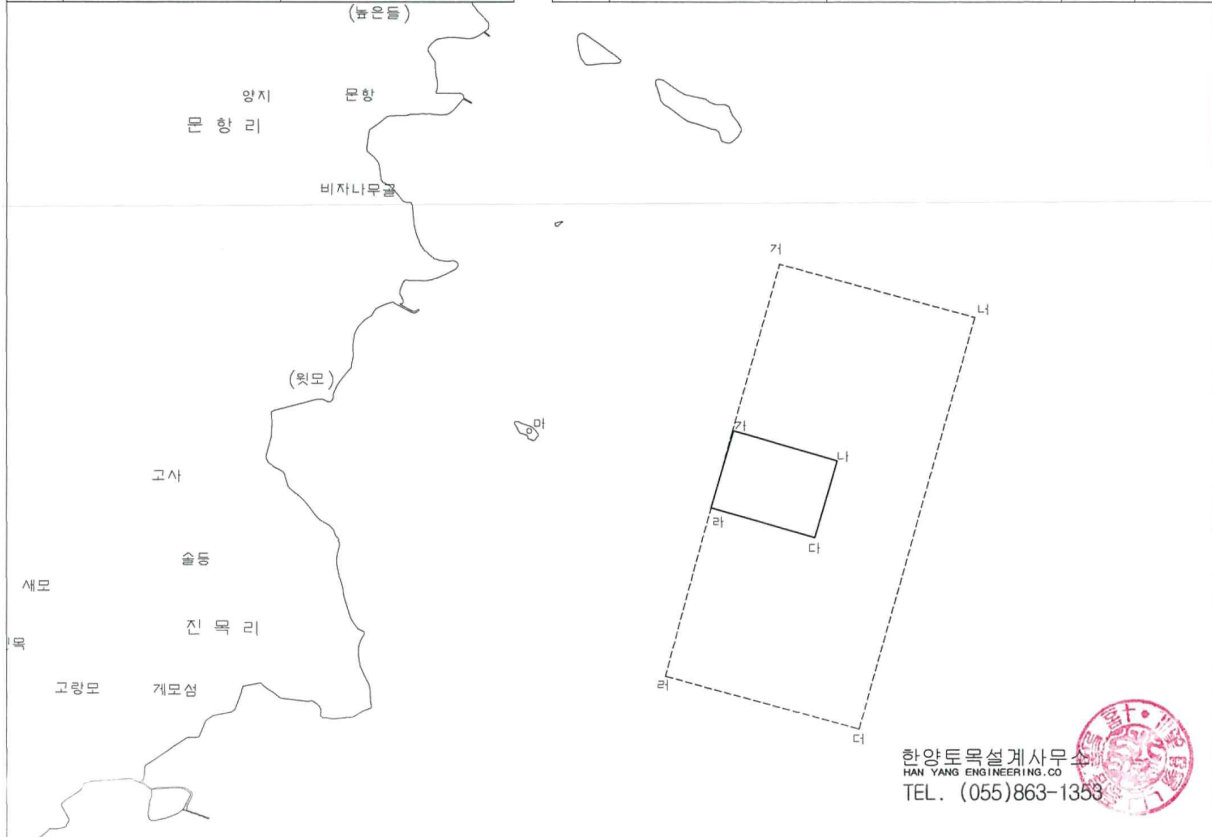 (높은들)
양지
문항
문 항 리
비자나무골
거
너
(윗모)
마
가
나
고사
라
다
솔등
새모
진 목 리
목
고랑모
게모섬
러
더
한양토목설계사무소
HAN YANG ENGINEERING.CO
TEL. (055)863-1353